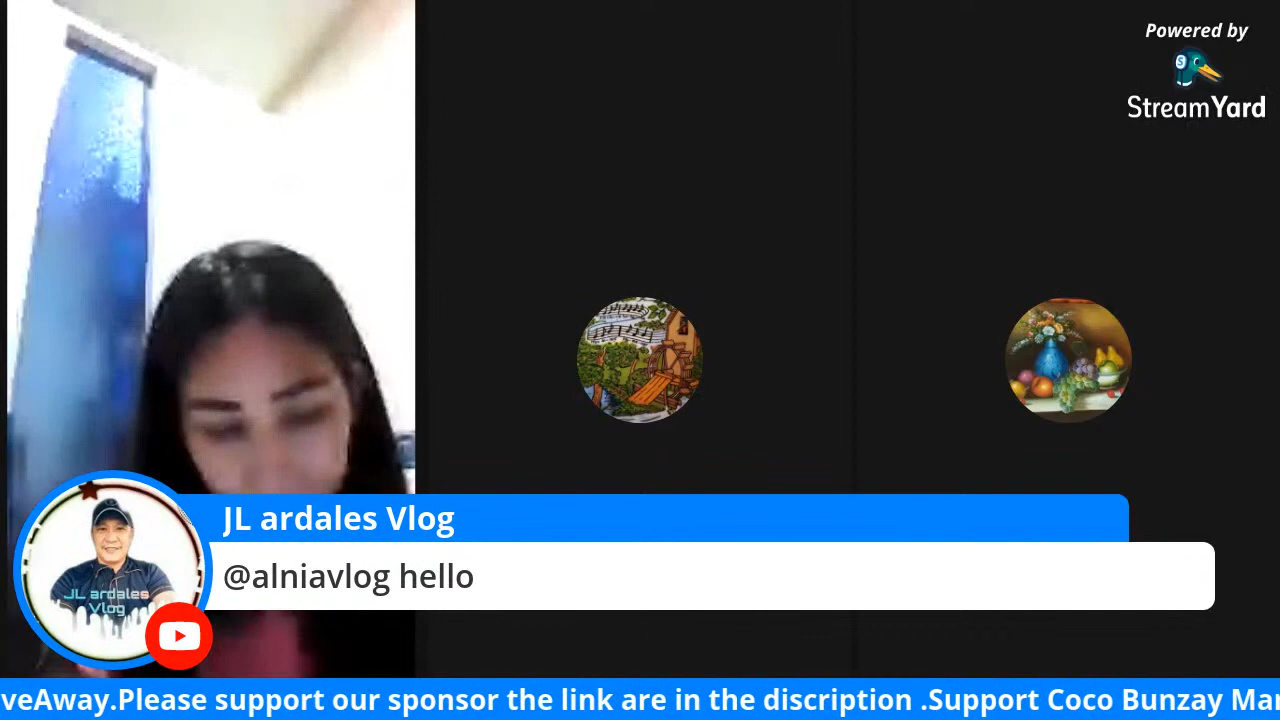 Powered by
StreamYard
JL ardales
Vlog
JL ardales Vlog
@alniavlog hello
veAway.Please support our sponsor the link are in the discription .Support Coco Bunzay Mar